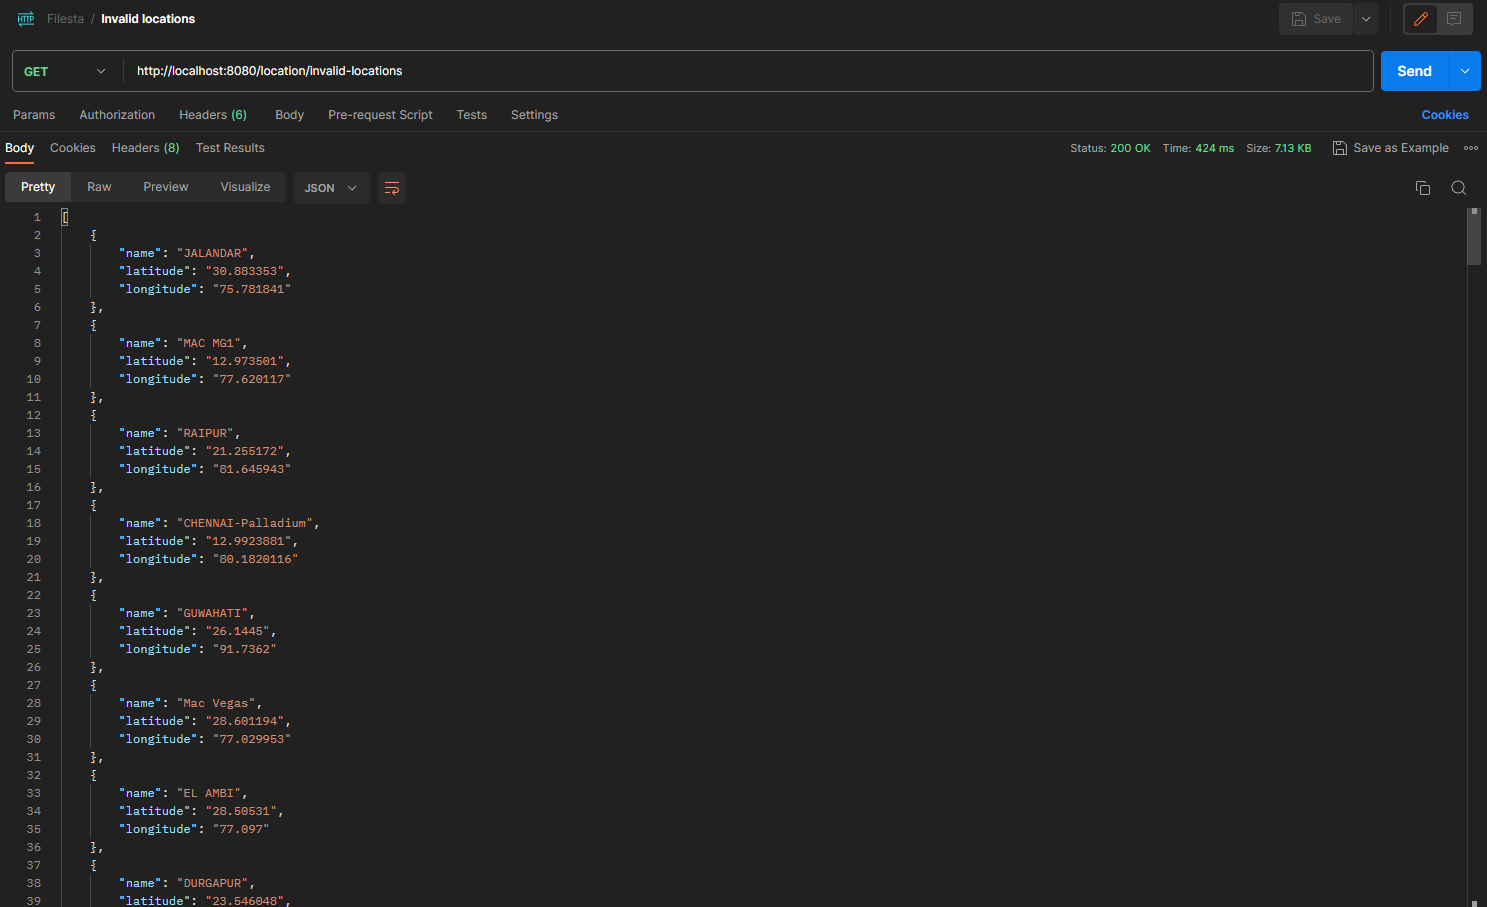 HTTP Filesta / Invalid locations Save
GET http://localhost:8080/location/invalid-locations Send
Params Authorization Headers (6) Body Pre-request Script Tests Settings Cookies
Body Cookies Headers (8) Test Results Status: 200 OK Time: 424 ms Size: 7.13 KB Save as Example
Pretty Raw Preview Visualize JSON
1 [
2 {
3 "name": "JALANDAR",
4 "latitude": "30.883353",
5 "longitude": "75.781841"
6 },
7 {
8 "name": "MAC MG1",
9 "latitude": "12.973501",
10 "longitude": "77.620117"
11 },
12 {
13 "name": "RAIPUR",
14 "latitude": "21.255172",
15 "longitude": "81.645943"
16 },
17 {
18 "name": "CHENNAI-Palladium",
19 "latitude": "12.9923881",
20 "longitude": "80.1820116"
21 },
22 {
23 "name": "GUWAHATI",
24 "latitude": "26.1445",
25 "longitude": "91.7362"
26 },
27 {
28 "name": "Mac Vegas",
29 "latitude": "28.601194",
30 "longitude": "77.029953"
31 },
32 {
33 "name": "EL AMBI",
34 "latitude": "28.50531",
35 "longitude": "77.097"
36 },
37 {
38 "name": "DURGAPUR",
39 "latitude": "23.546048",